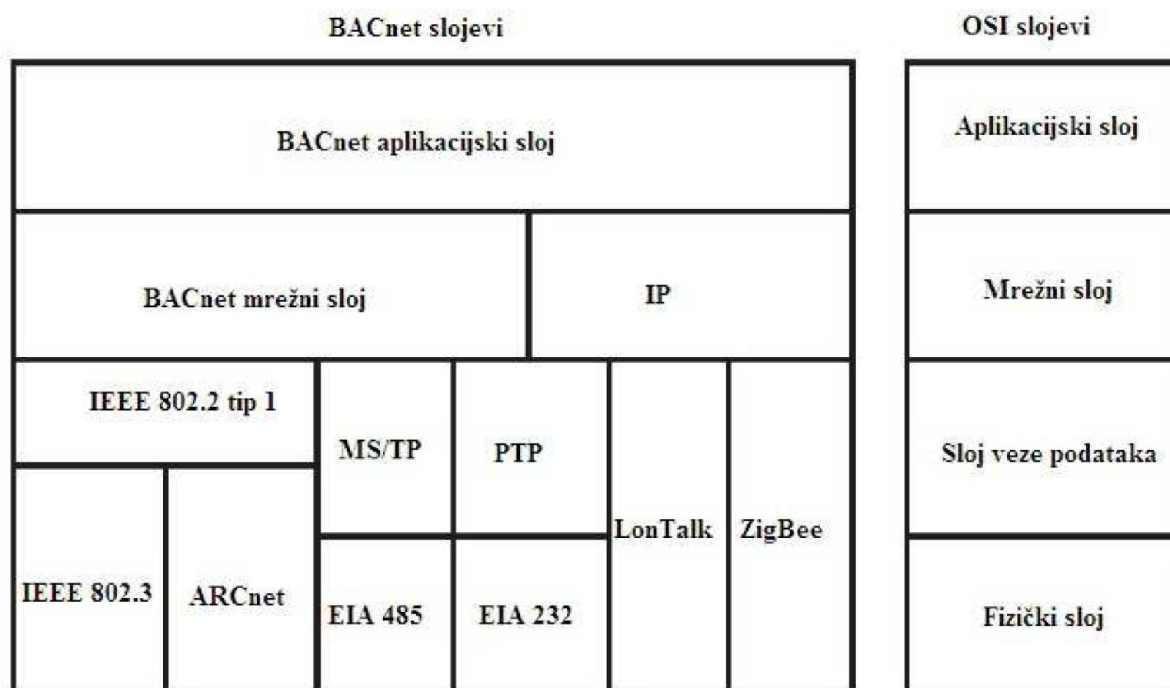 BACnet slojevi
OSI slojevi
BACnet aplikacijski sloj
Aplikacijski sloj
BACnet mrežni sloj
IP
Mrežni sloj
IEEE 802.2 tip 1
MS/TP
PTP
Sloj veze podataka
LonTalk
ZigBee
IEEE 802.3
ARCnet
EIA 485
EIA 232
Fizički sloj